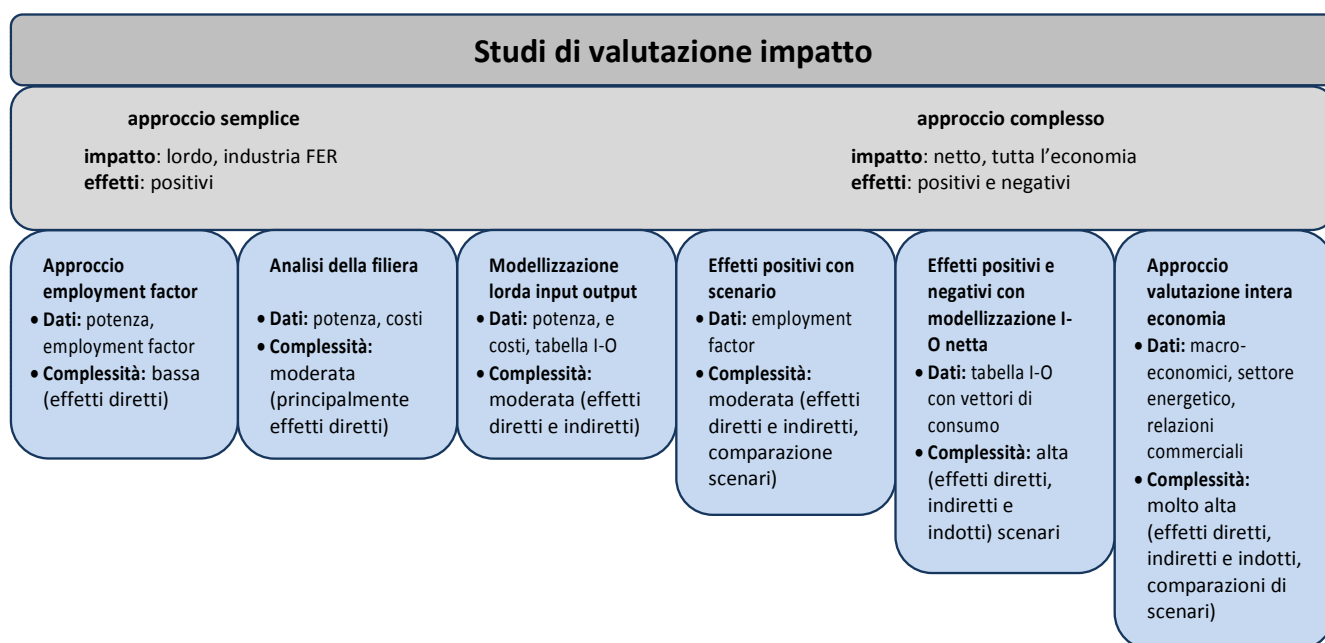 Studi di valutazione impatto
approccio semplice
impatto: lordo, industria FER
effetti: positivi
approccio complesso
impatto: netto, tutta l'economia
effetti: positivi e negativi
Approccio
employment factor
• Dati: potenza,
employment factor
• Complessità: bassa
(effetti diretti)
Analisi della filiera
• Dati: potenza, costi
• Complessità:
moderata
(principalmente
effetti diretti)
Modellizzazione
lorda input output
• Dati: potenza, e
costi, tabella I-O
• Complessità:
moderata (effetti
diretti e indiretti)
Effetti positivi con
scenario
• Dati: employment
factor
• Complessità:
moderata (effetti
diretti e indiretti,
comparazione
scenari)
Effetti positivi e
negativi con
modellizzazione I-
O netta
• Dati: tabella I-O
con vettori di
consumo
• Complessità: alta
(effetti diretti,
indiretti e
indotti) scenari
Approccio
valutazione intera
economia
• Dati: macro-
economici, settore
energetico,
relazioni
commerciali
• Complessità:
molto alta
(effetti diretti,
indiretti e indotti,
comparazioni di
scenari)